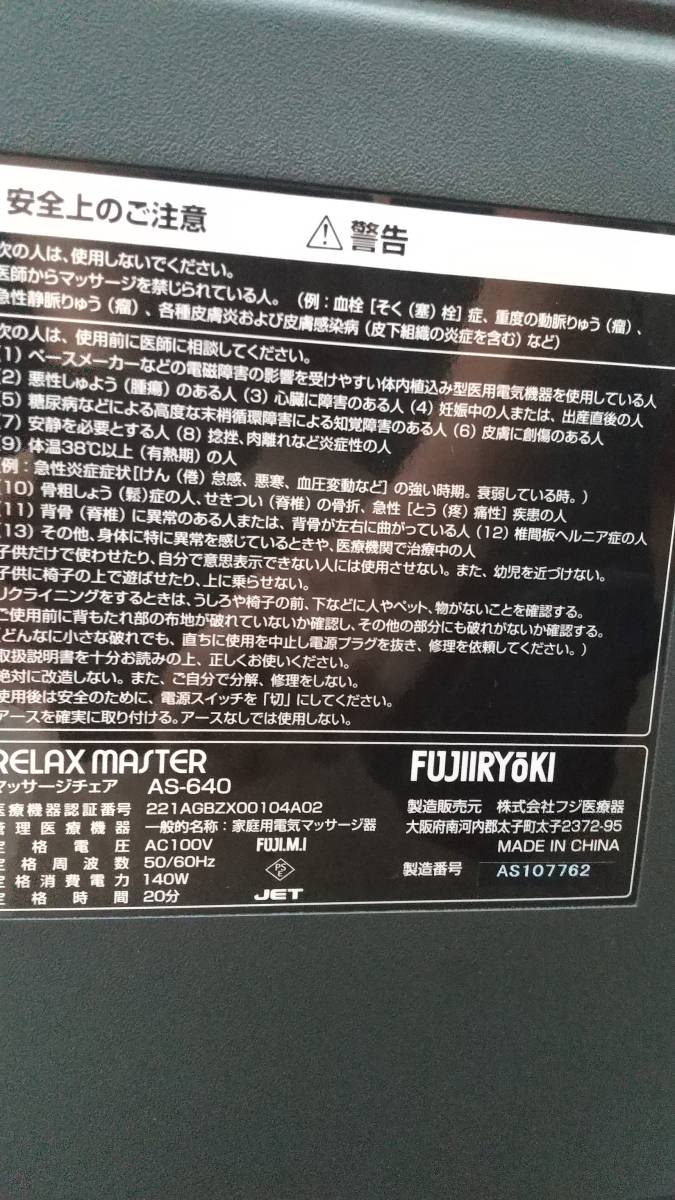 安全上のご注意
⚠ 警告
次の人は、使用しないでください。
医師からマッサージを禁じられている人。（例：血栓［そく（塞）栓］症、重度の動脈りゅう（瘤）、
急性静脈りゅう（瘤）、各種皮膚炎および皮膚感染病（皮下組織の炎症を含む）など）
次の人は、使用前に医師に相談してください。
（1）ペースメーカーなどの電磁障害の影響を受けやすい体内植込み型医用電気機器を使用している人
（2）悪性しゅよう（腫瘍）のある人（3）心臓に障害のある人（4）妊娠中の人または、出産直後の人
（5）糖尿病などによる高度な末梢循環障害による知覚障害のある人（6）皮膚に創傷のある人
（7）安静を必要とする人（8）捻挫、肉離れなど炎症性の人
（9）体温38℃以上（有熱期）の人
例：急性炎症症状［けん（倦）怠感、悪寒、血圧変動など］の強い時期。衰弱している時。）
（10）骨粗しょう（鬆）症の人、せきつい（脊椎）の骨折、急性［とう（疼）痛性］疾患の人
（11）背骨（脊椎）に異常のある人または、背骨が左右に曲がっている人（12）椎間板ヘルニア症の人
（13）その他、身体に特に異常を感じているときや、医療機関で治療中の人
子供だけで使わせたり、自分で意思表示できない人には使用させない。また、幼児を近づけない。
子供に椅子の上で遊ばせたり、上に乗らせない。
リクライニングをするときは、うしろや椅子の前、下などに人やペット、物がないことを確認する。
ご使用前に背もたれ部の布地が破れていないか確認し、その他の部分にも破れがないか確認する。
（どんなに小さな破れでも、直ちに使用を中止し電源プラグを抜き、修理を依頼してください。）
取扱説明書を十分お読みの上、正しくお使いください。
絶対に改造しない。また、ご自分で分解、修理をしない。
使用後は安全のために、電源スイッチを「切」にしてください。
アースを確実に取り付ける。アースなしでは使用しない。
RELAX MASTER
マッサージチェア AS-640
医療機器認証番号 221AGBZX00104A02
管理医療機器 一般的名称：家庭用電気マッサージ器
定格電圧 AC100V FUJI.M.I
定格周波数 50/60Hz PS E
定格消費電力 140W
定格時間 20分 JET
FUJIIRYōKI
製造販売元 株式会社フジ医療器
大阪府南河内郡太子町太子2372-95
MADE IN CHINA
製造番号 AS107762